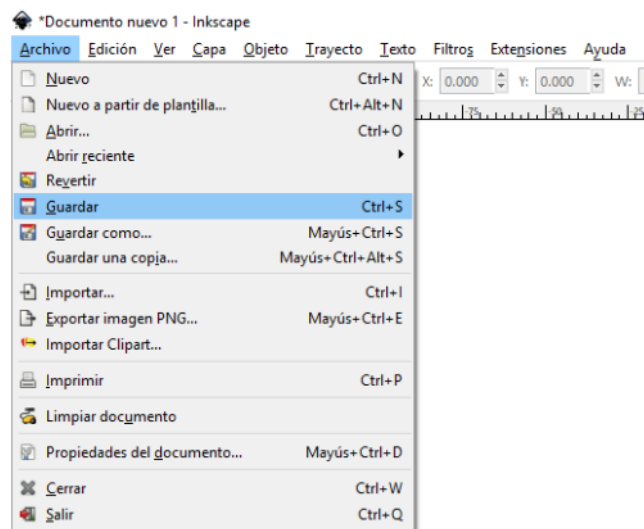 *Documento nuevo 1 - Inkscape
Archivo Edición Ver Capa Objeto Trayecto Texto Filtros Extensiones Ayuda
X: 0.000 Y: 0.000 W:
-75 -50 -25
Nuevo Ctrl+N
Nuevo a partir de plantilla... Ctrl+Alt+N
Abrir... Ctrl+O
Abrir reciente
Revertir
Guardar Ctrl+S
Guardar como... Mayús+Ctrl+S
Guardar una copia... Mayús+Ctrl+Alt+S
Importar... Ctrl+I
Exportar imagen PNG... Mayús+Ctrl+E
Importar Clipart...
Imprimir Ctrl+P
Limpiar documento
Propiedades del documento... Mayús+Ctrl+D
Cerrar Ctrl+W
Salir Ctrl+Q